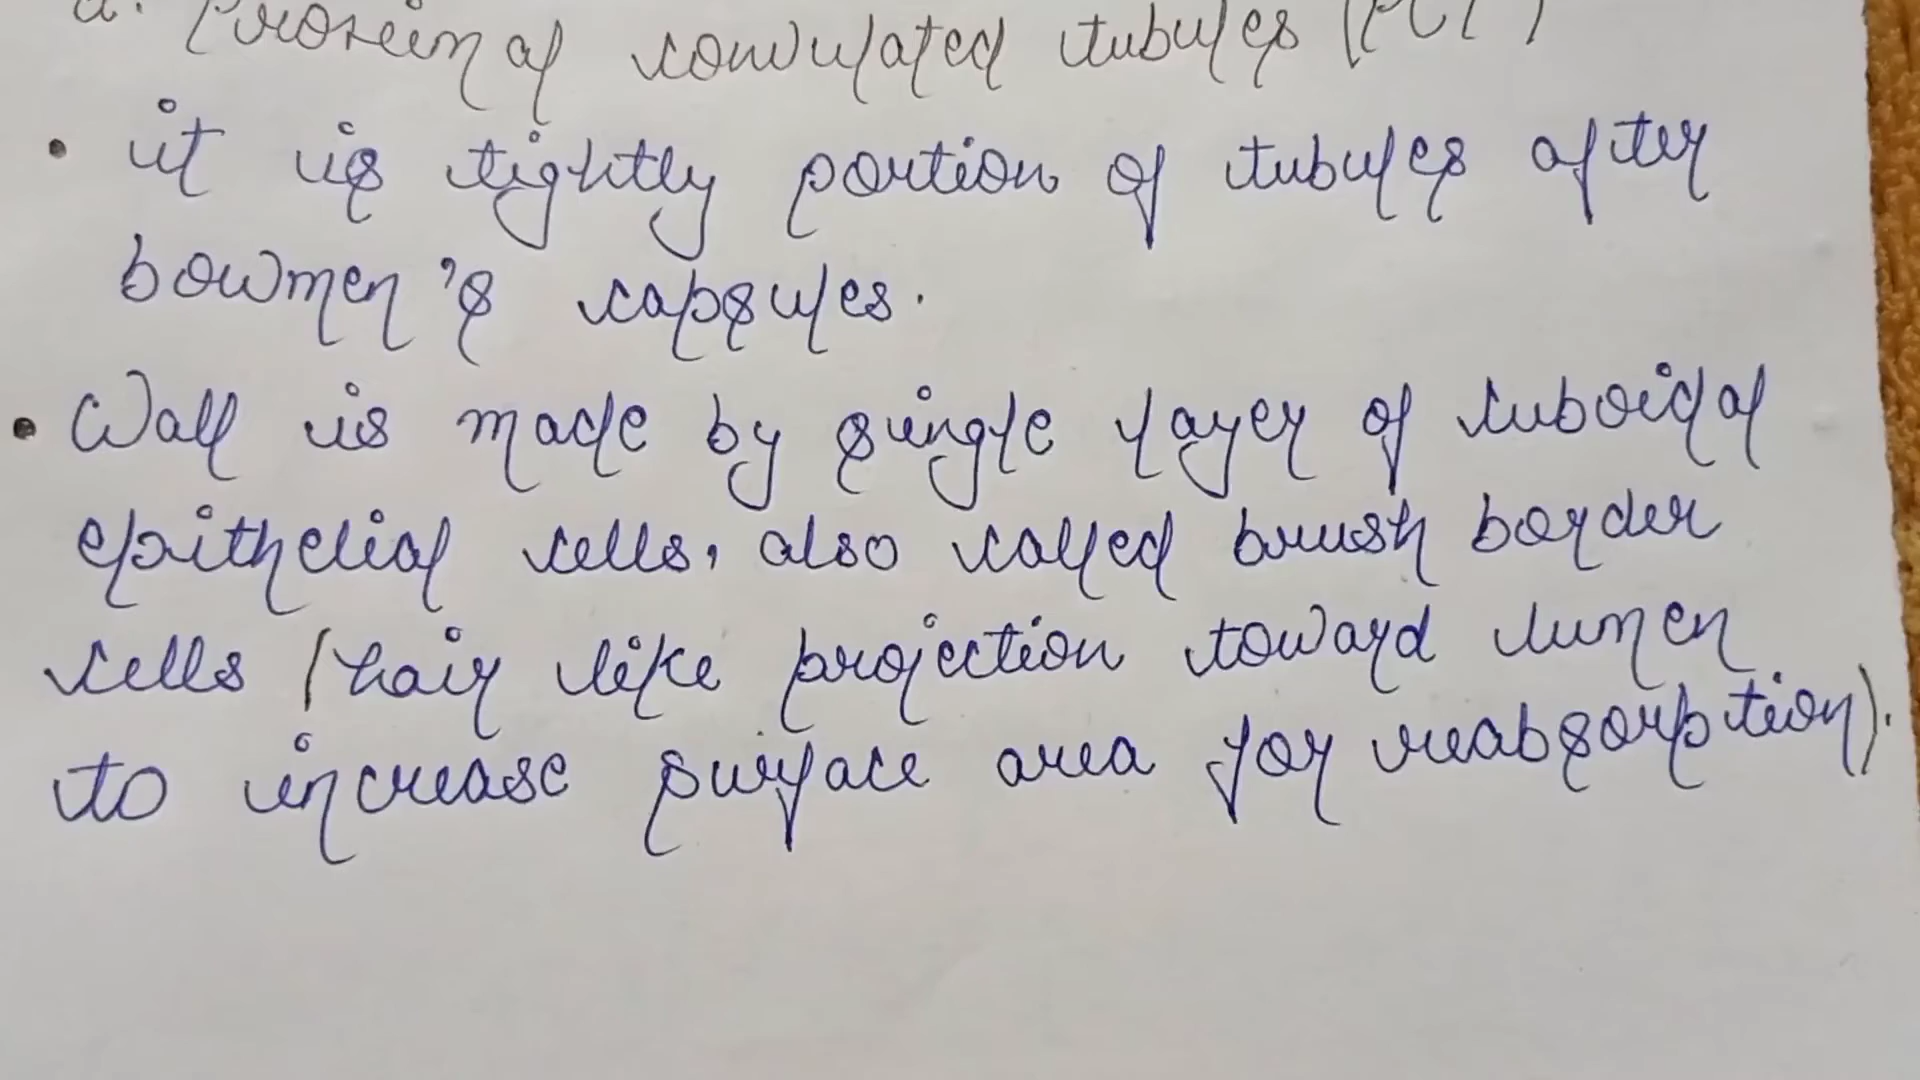 a. Proximal convulated tubules (PCT)
• it is tightly portion of tubules after
bowmen's capsules.
• Wall is made by single layer of cuboidal
epithelial cells, also called brush border
cells (hair like projection toward lumen
to increase surface area for reabsorption).